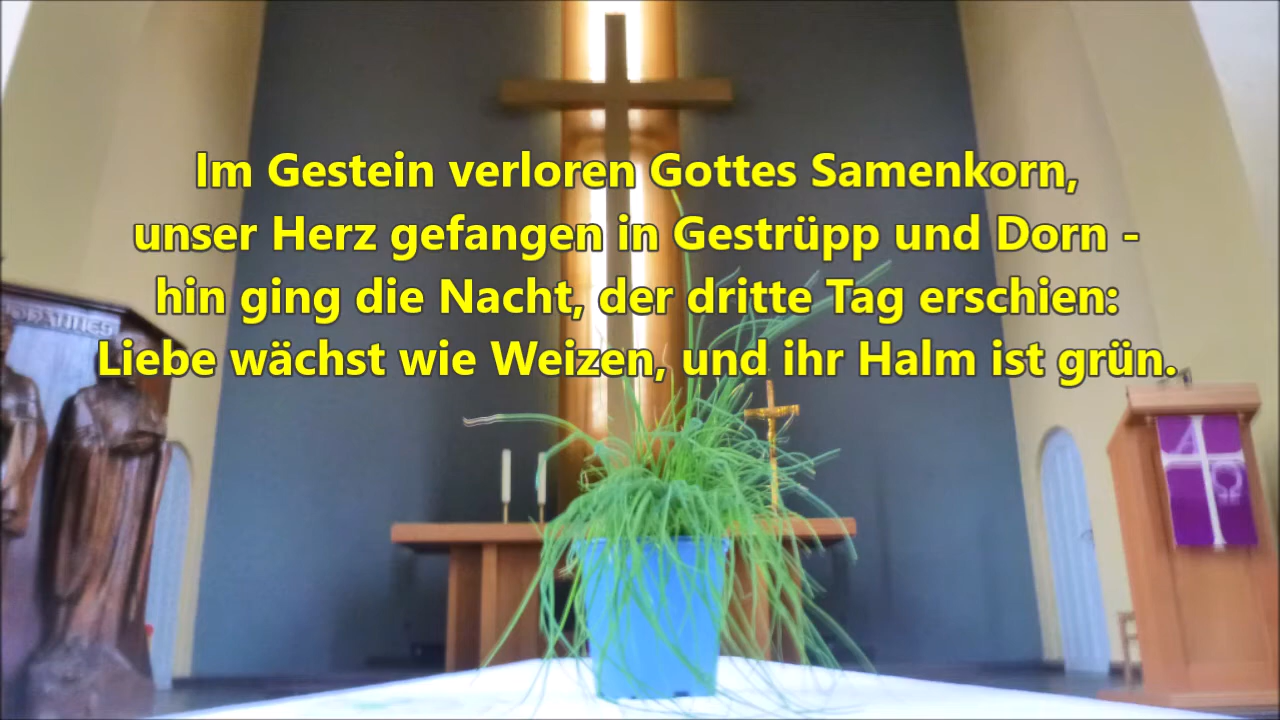 Im Gestein verloren Gottes Samenkorn,
unser Herz gefangen in Gestrüpp und Dorn -
hin ging die Nacht, der dritte Tag erschien:
Liebe wächst wie Weizen, und ihr Halm ist grün.